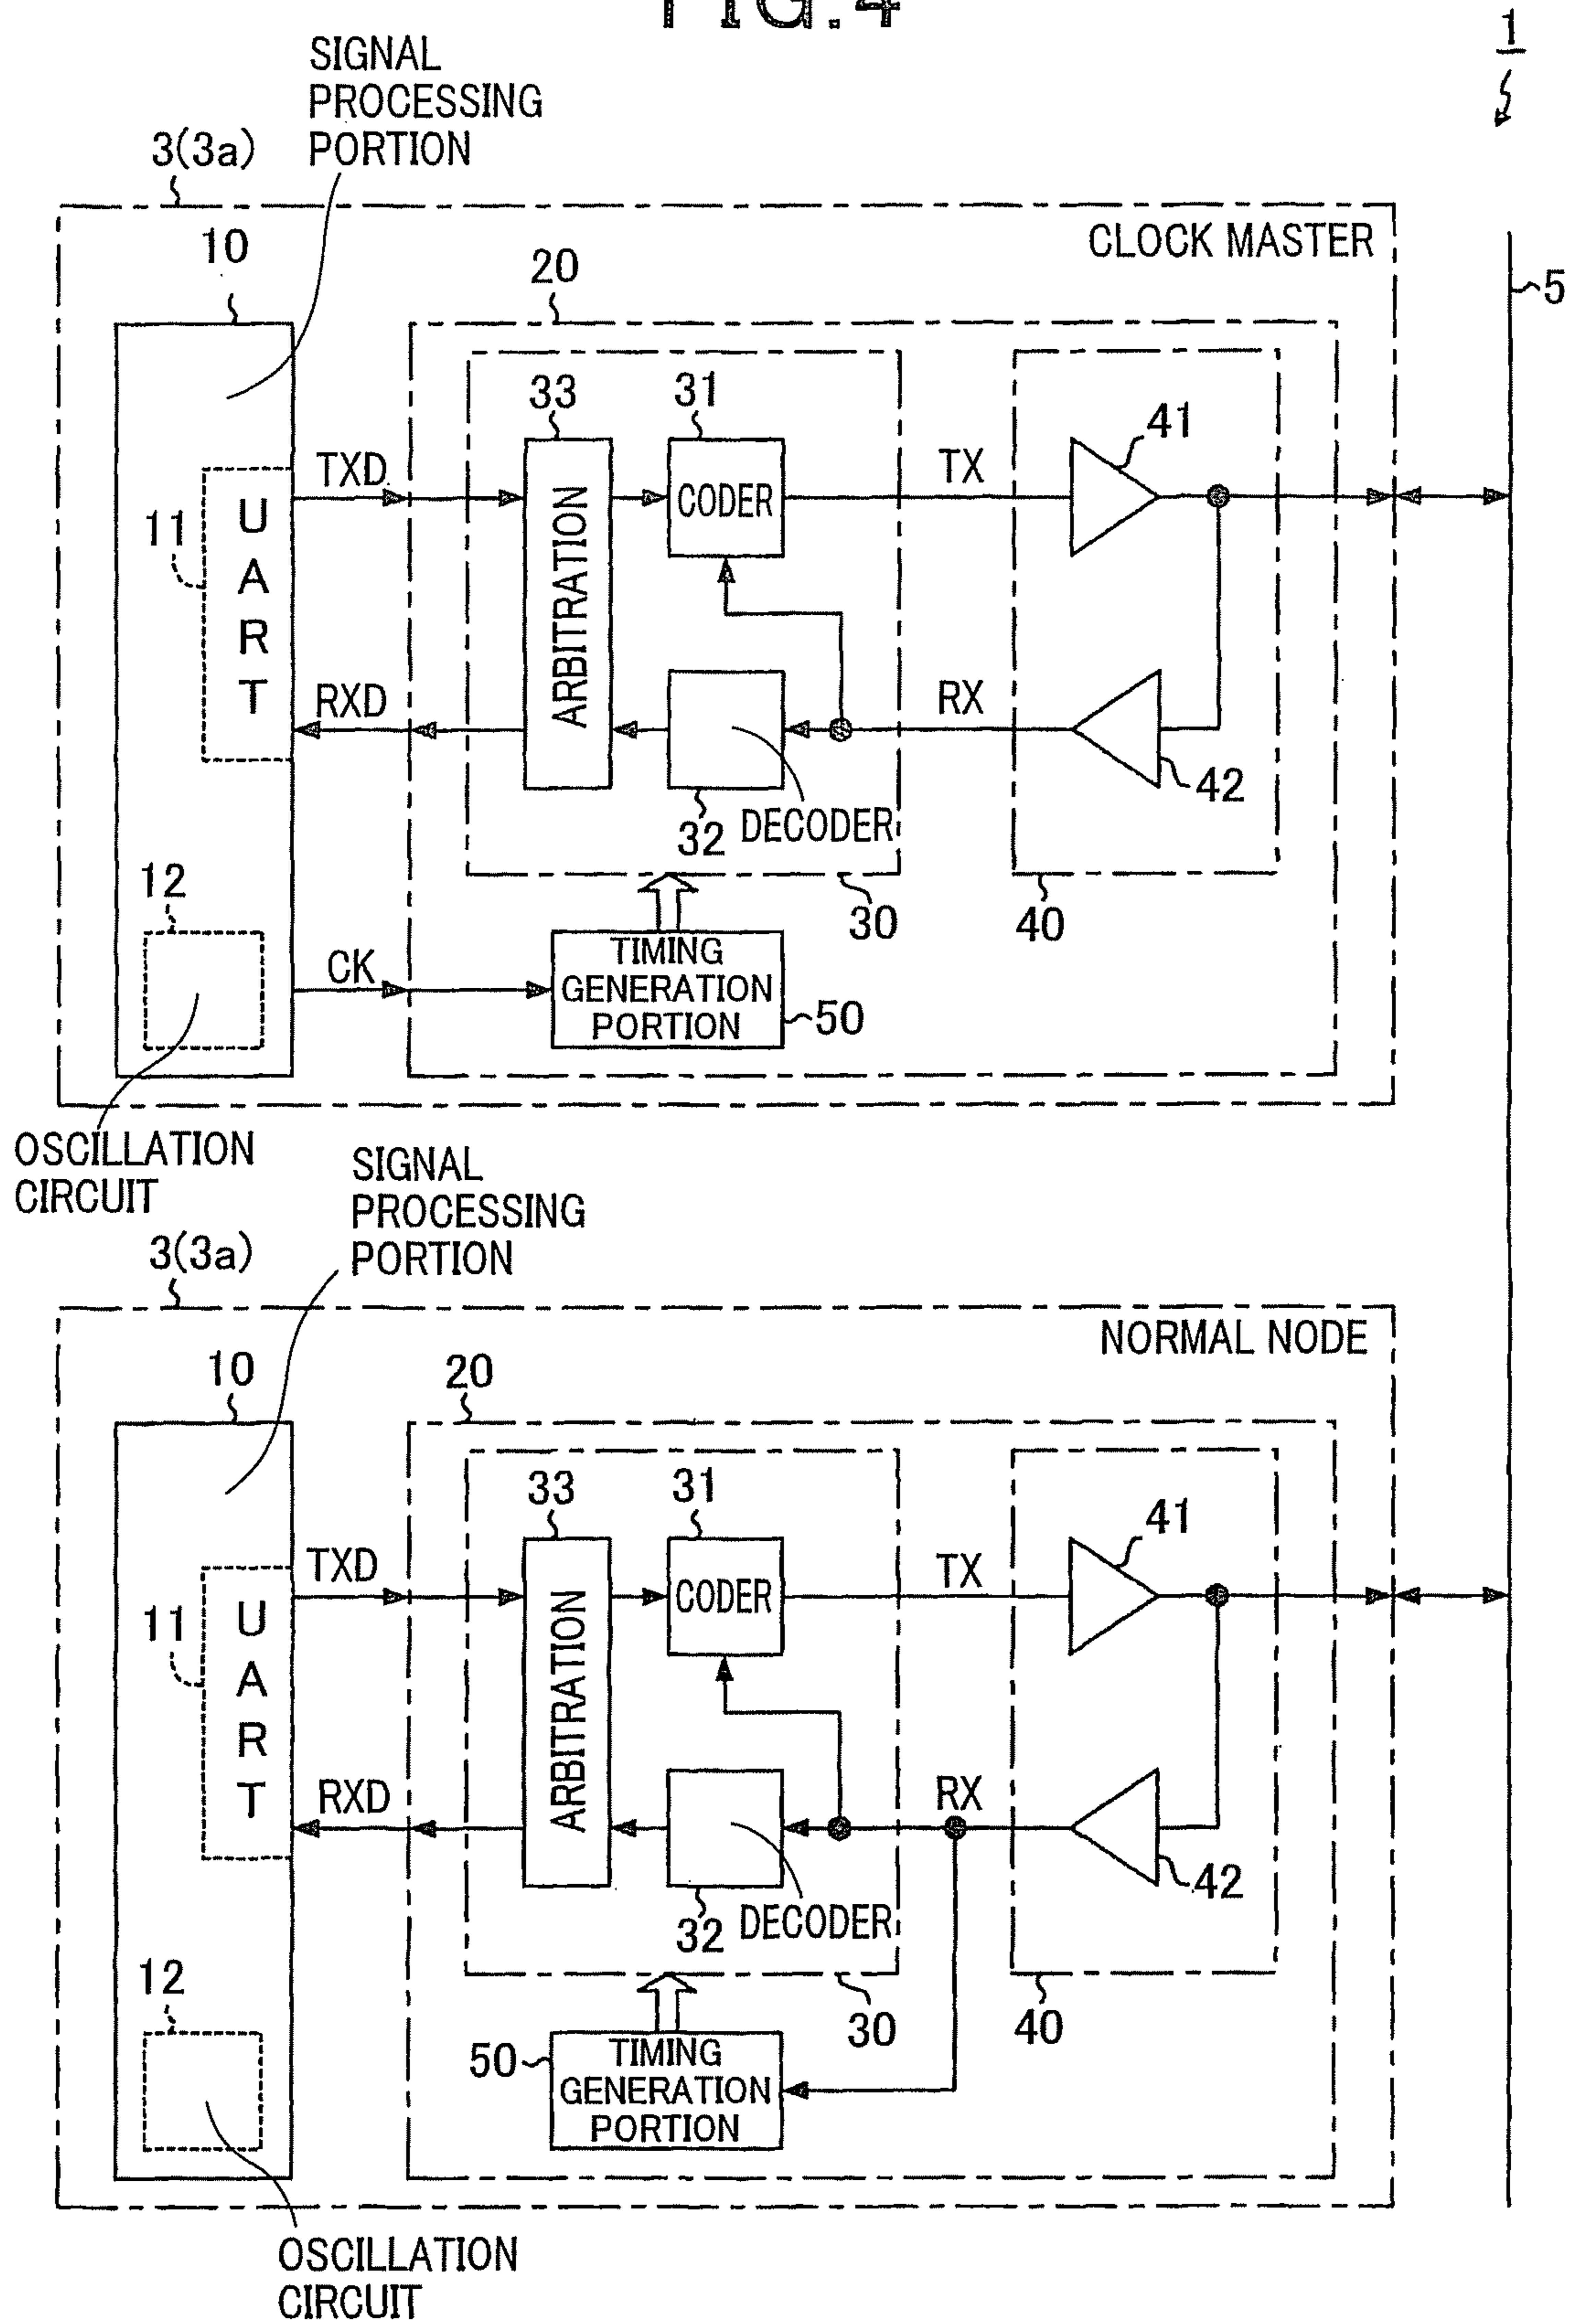 FIG.4
1
SIGNAL
PROCESSING
PORTION
3(3a)
CLOCK MASTER
10
20
5
33
31
41
TXD
CODER
TX
11
UART
ARBITRATION
RXD
RX
42
32
DECODER
12
30
40
CK
TIMING
GENERATION
PORTION
50
OSCILLATION
CIRCUIT
SIGNAL
PROCESSING
PORTION
3(3a)
NORMAL NODE
10
20
33
31
41
TXD
CODER
TX
11
UART
ARBITRATION
RXD
RX
42
32
DECODER
12
30
40
50
TIMING
GENERATION
PORTION
OSCILLATION
CIRCUIT